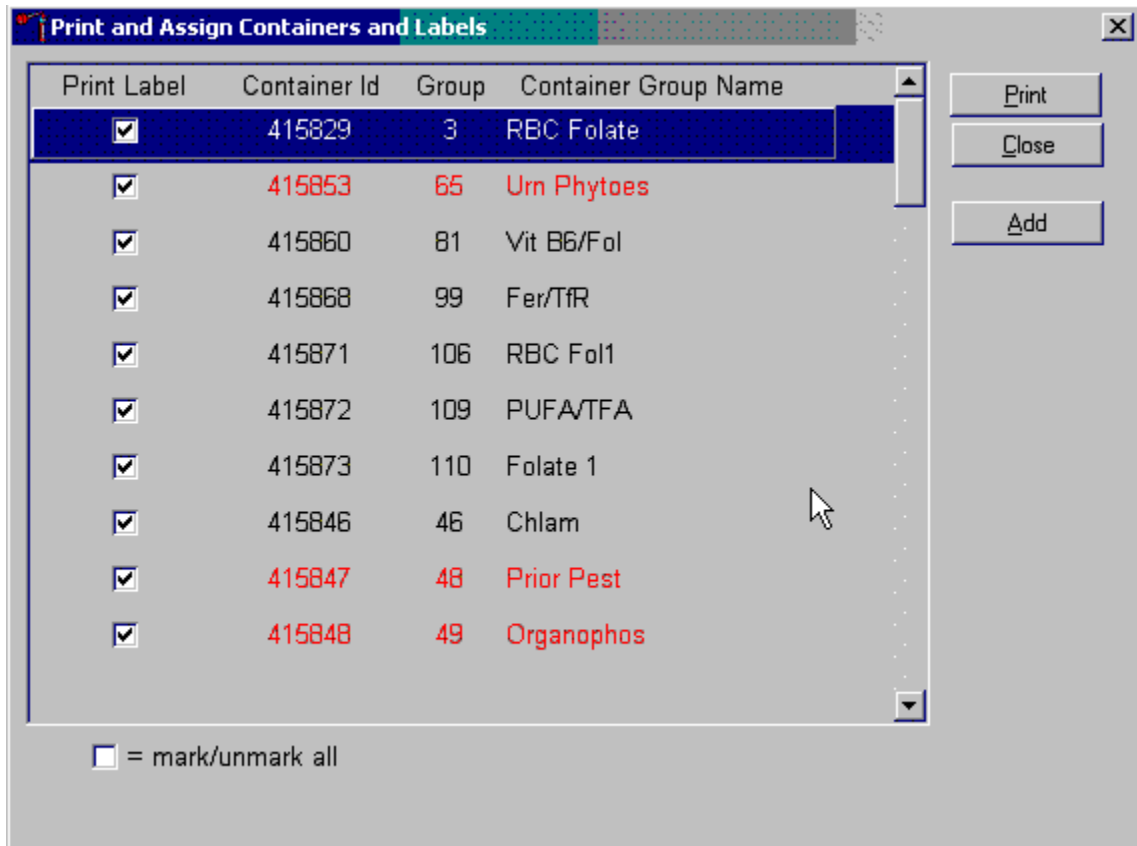 Print and Assign Containers and Labels
Print Label Container Id Group Container Group Name
415829 3 RBC Folate
415853 65 Urn Phytoes
415860 81 Vit B6/Fol
415868 99 Fer/TfR
415871 106 RBC Fol1
415872 109 PUFA/TFA
415873 110 Folate 1
415846 46 Chlam
415847 48 Prior Pest
415848 49 Organophos
= mark/unmark all
Print
Close
Add